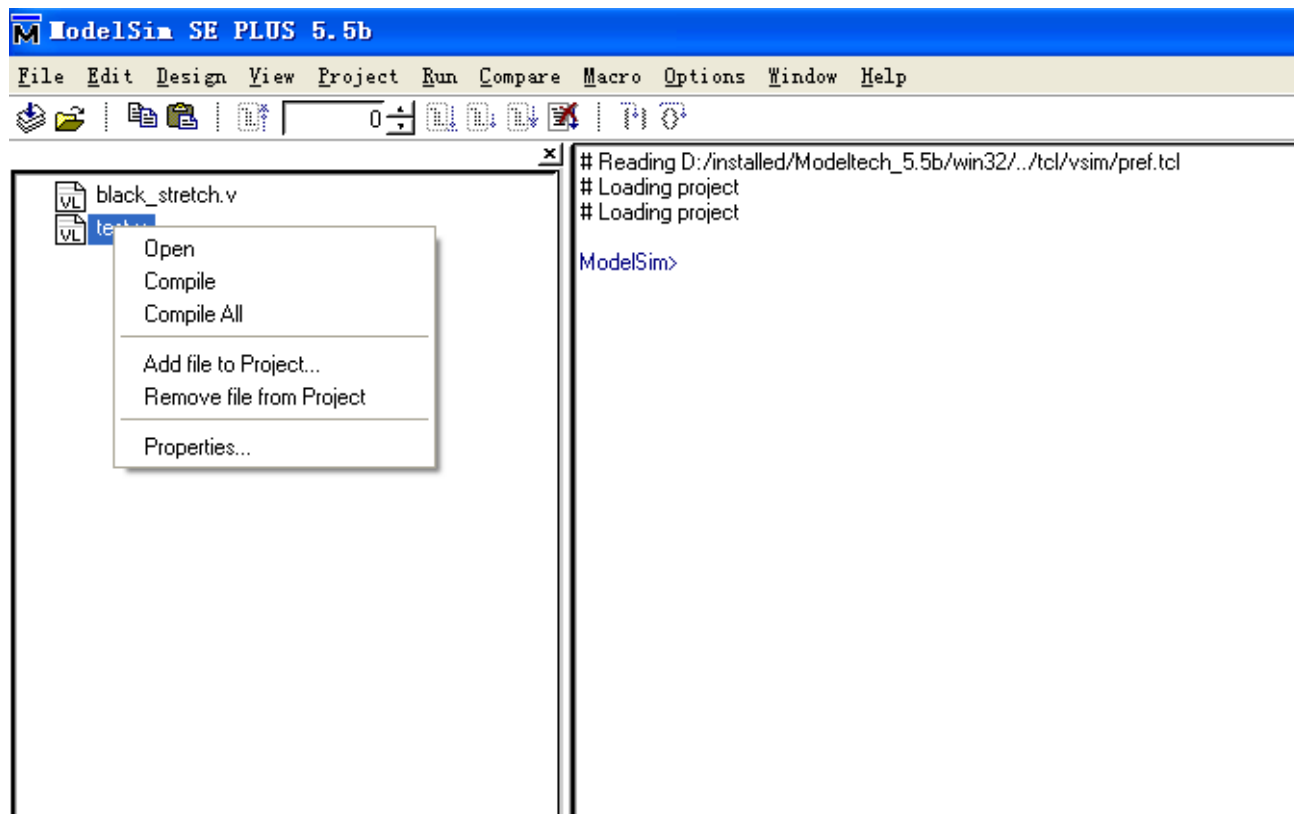 ModelSim SE PLUS 5.5b
File Edit Design View Project Run Compare Macro Options Window Help
0
# Reading D:/installed/Modeltech_5.5b/win32/../tcl/vsim/pref.tcl
# Loading project
# Loading project
ModelSim>
VL black_stretch.v
VL
Open
Compile
Compile All
Add file to Project...
Remove file from Project
Properties...